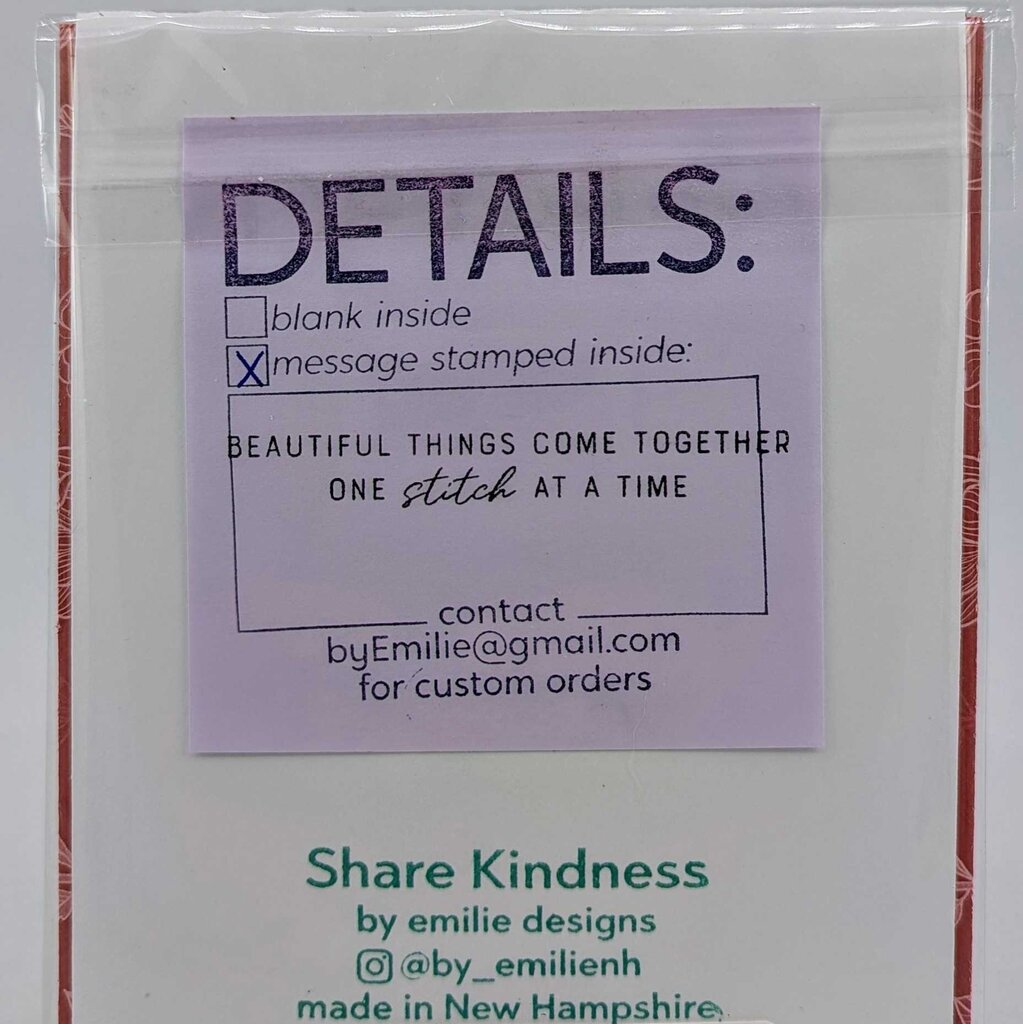 DETAILS:
blank inside
X message stamped inside:
BEAUTIFUL THINGS COME TOGETHER
ONE stitch AT A TIME
contact
byEmilie@gmail.com
for custom orders
Share Kindness
by emilie designs
@by_emilienh
made in New Hampshire